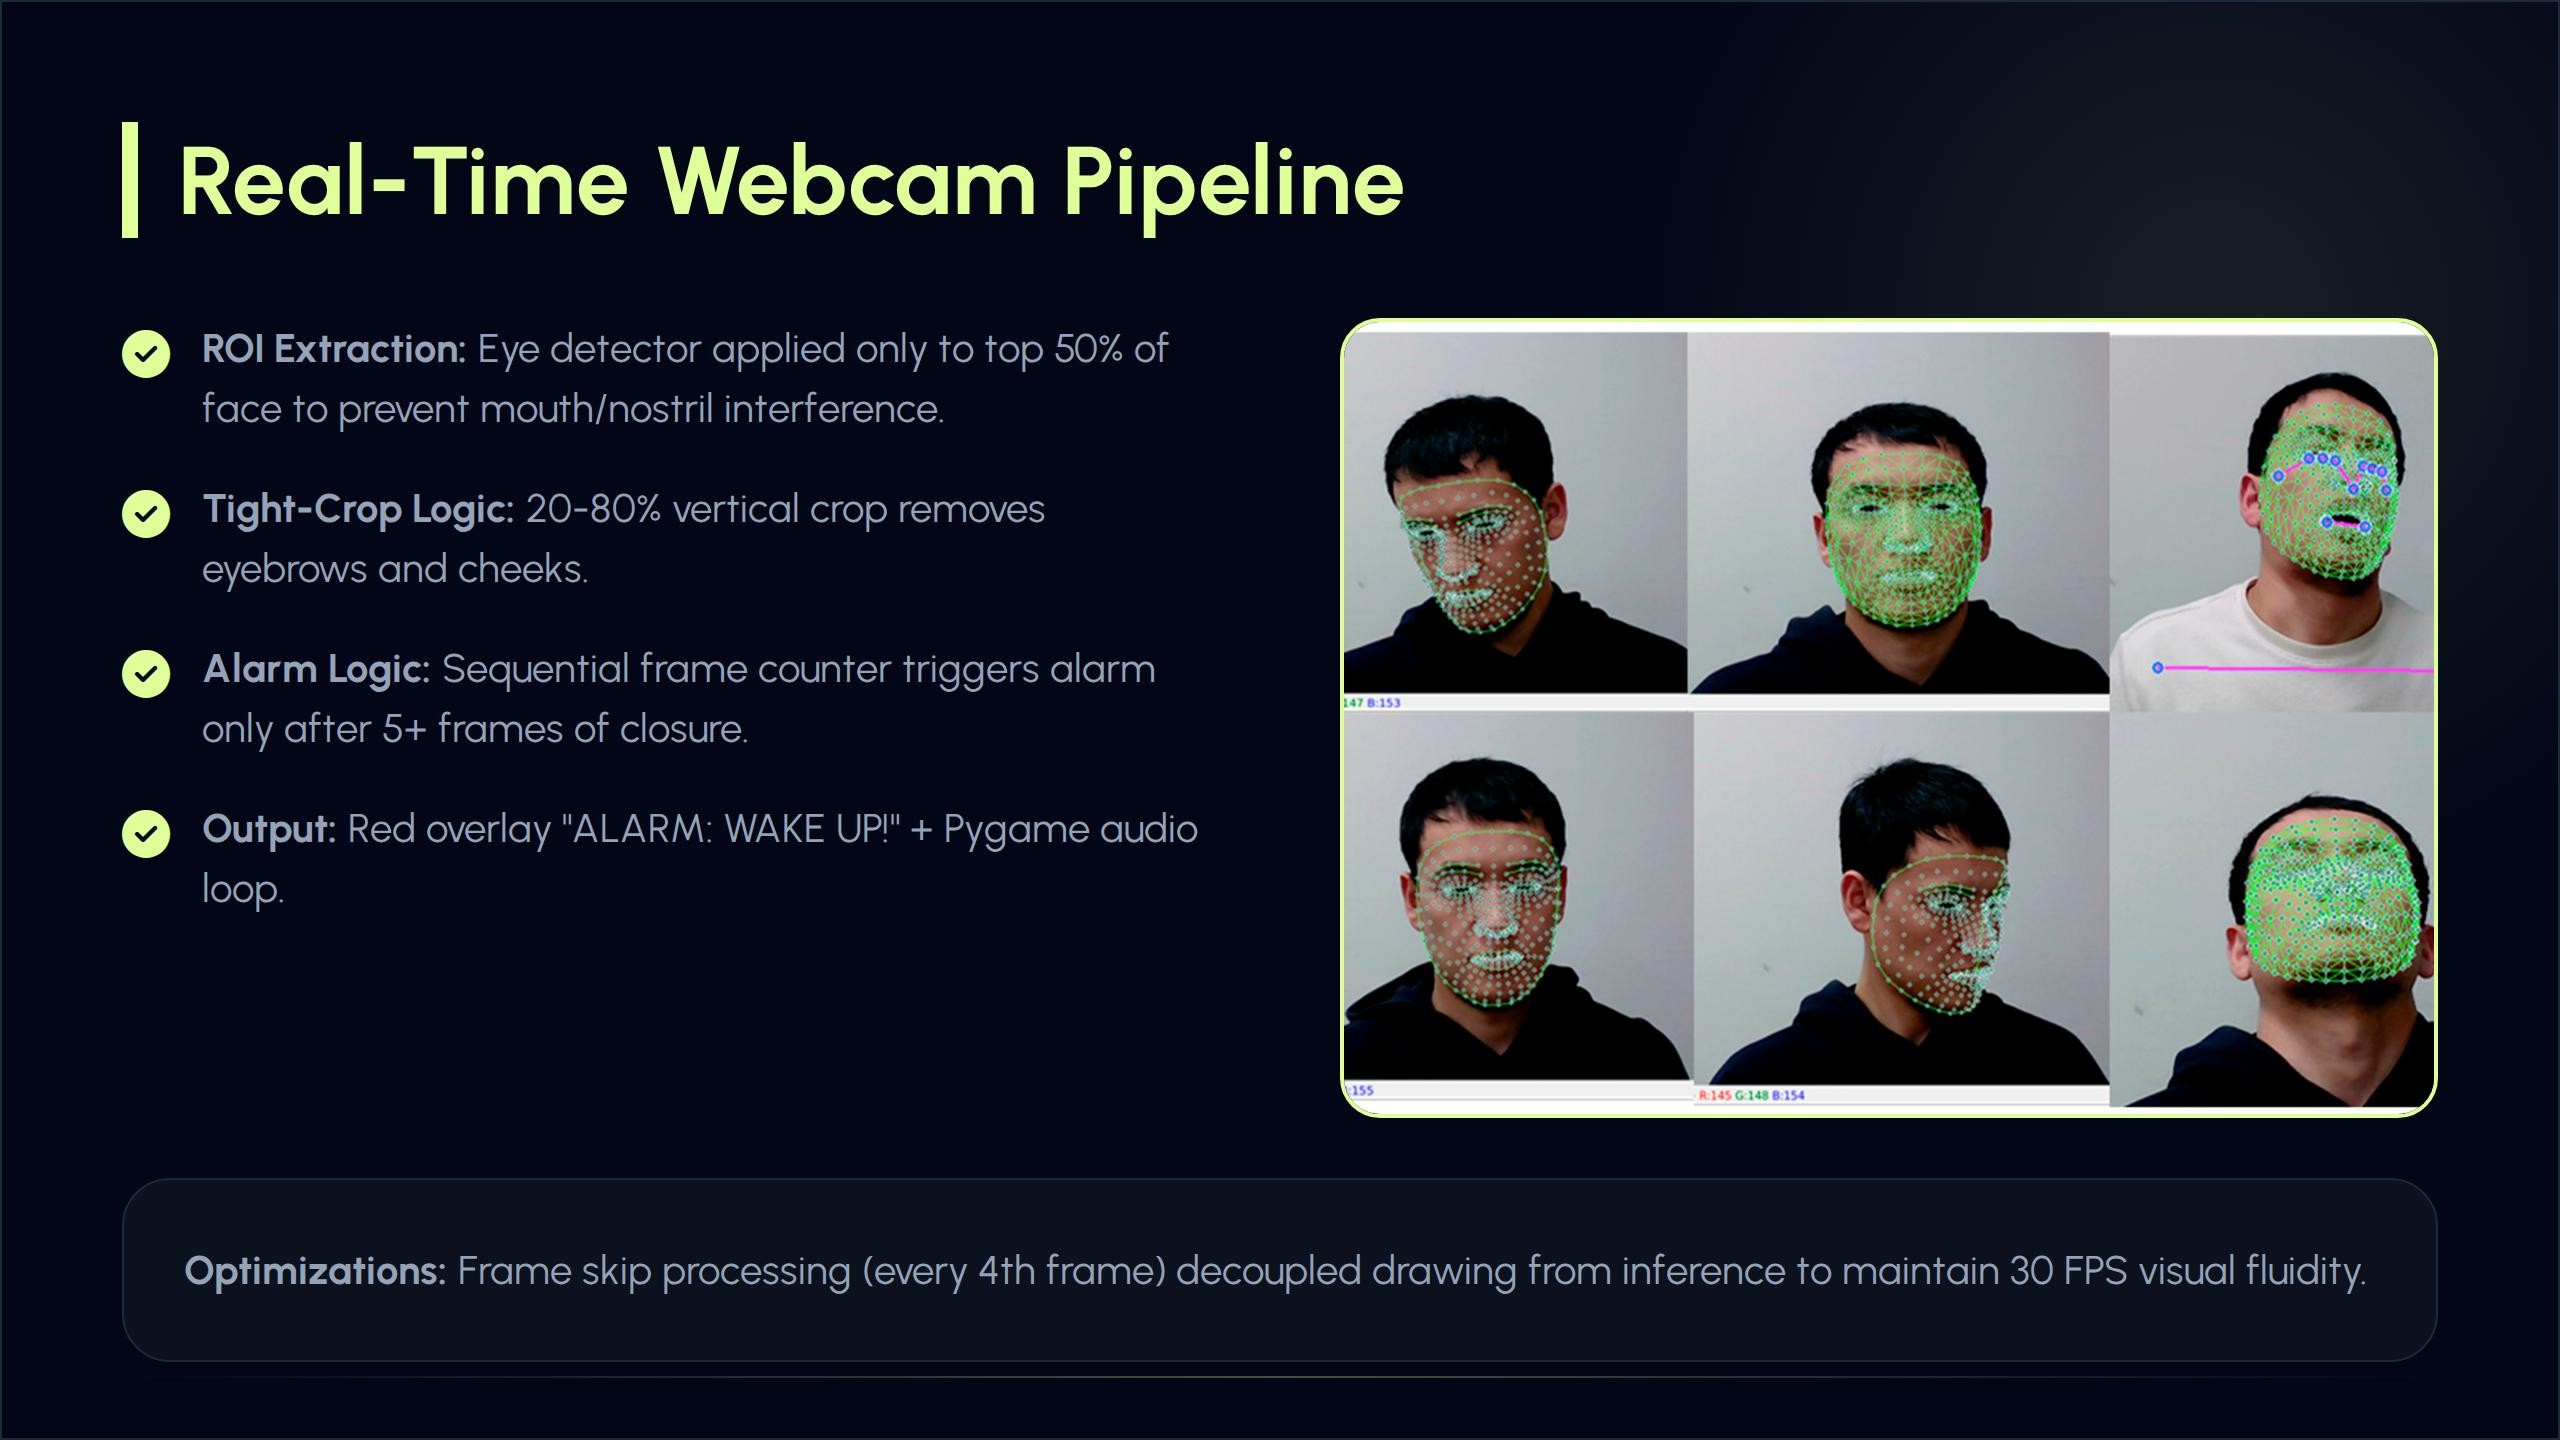 Real-Time Webcam Pipeline
ROI Extraction: Eye detector applied only to top 50% of
face to prevent mouth/nostril interference.
Tight-Crop Logic: 20-80% vertical crop removes
eyebrows and cheeks.
Alarm Logic: Sequential frame counter triggers alarm
only after 5+ frames of closure.
Output: Red overlay "ALARM: WAKE UP!" + Pygame audio
loop.
147 B:153
:155
R:145 G:148 B:154
Optimizations: Frame skip processing (every 4th frame) decoupled drawing from inference to maintain 30 FPS visual fluidity.